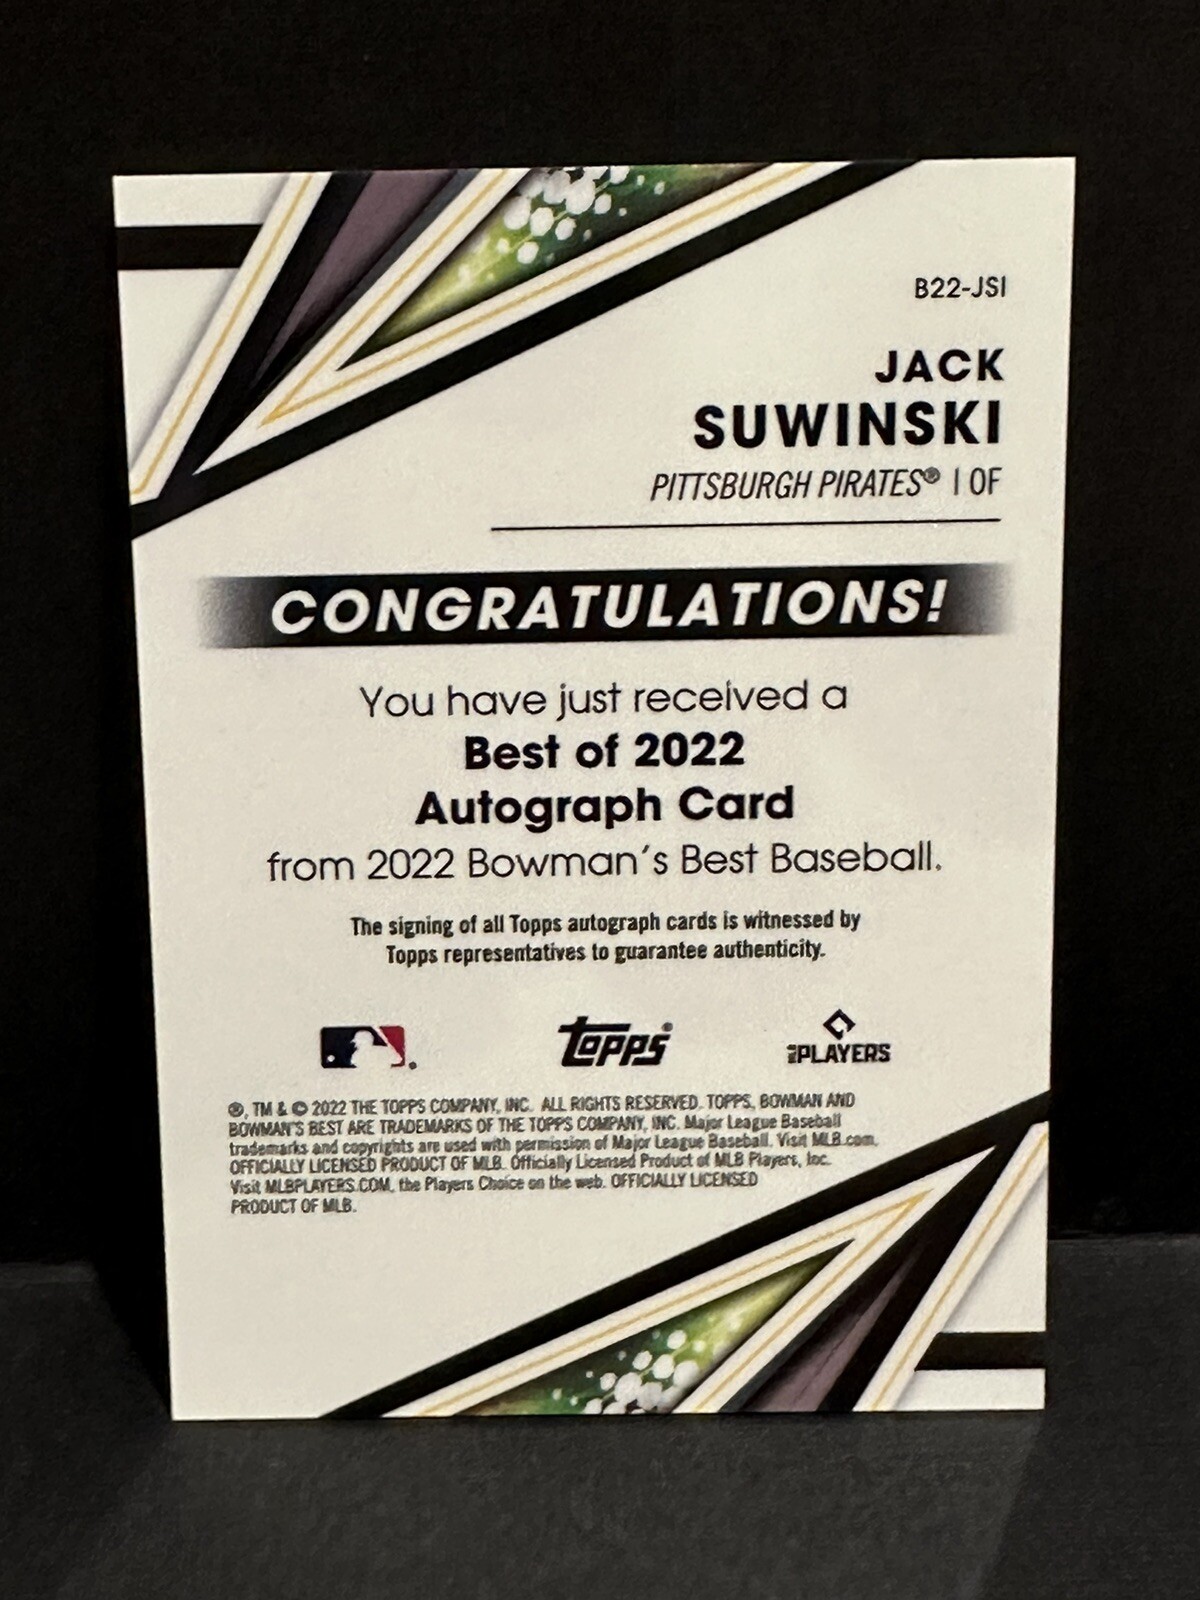 B22-JSI
JACK
SUWINSKI
PITTSBURGH PIRATES® | OF
CONGRATULATIONS!
You have just received a
Best of 2022
Autograph Card
from 2022 Bowman's Best Baseball.
The signing of all Topps autograph cards is witnessed by
Topps representatives to guarantee authenticity.
topps® PLAYERS
®, TM & © 2022 THE TOPPS COMPANY, INC. ALL RIGHTS RESERVED. TOPPS, BOWMAN AND
BOWMAN'S BEST ARE TRADEMARKS OF THE TOPPS COMPANY, INC. Major League Baseball
trademarks and copyrights are used with permission of Major League Baseball. Visit MLB.com.
OFFICIALLY LICENSED PRODUCT OF MLB. Officially Licensed Product of MLB Players, Inc.
Visit MLBPLAYERS.COM, the Players Choice on the web. OFFICIALLY LICENSED
PRODUCT OF MLB.